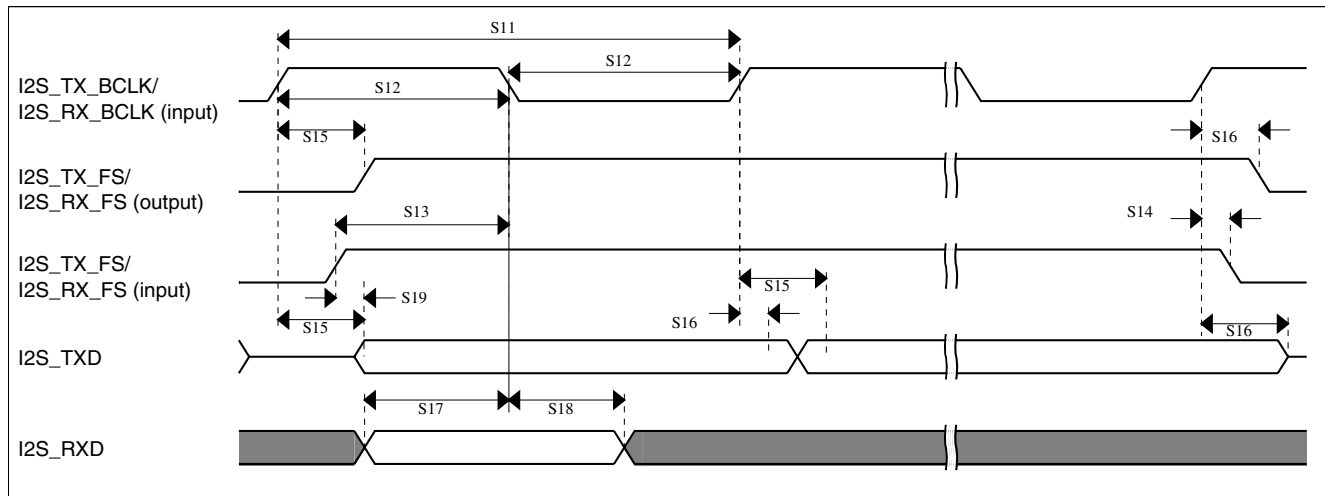 S11
I2S_TX_BCLK/
I2S_RX_BCLK (input)
S12
S12
S15
S16
I2S_TX_FS/
I2S_RX_FS (output)
S13
S14
I2S_TX_FS/
I2S_RX_FS (input)
S19
S15
S15
S16
S16
I2S_TXD
S17
S18
I2S_RXD